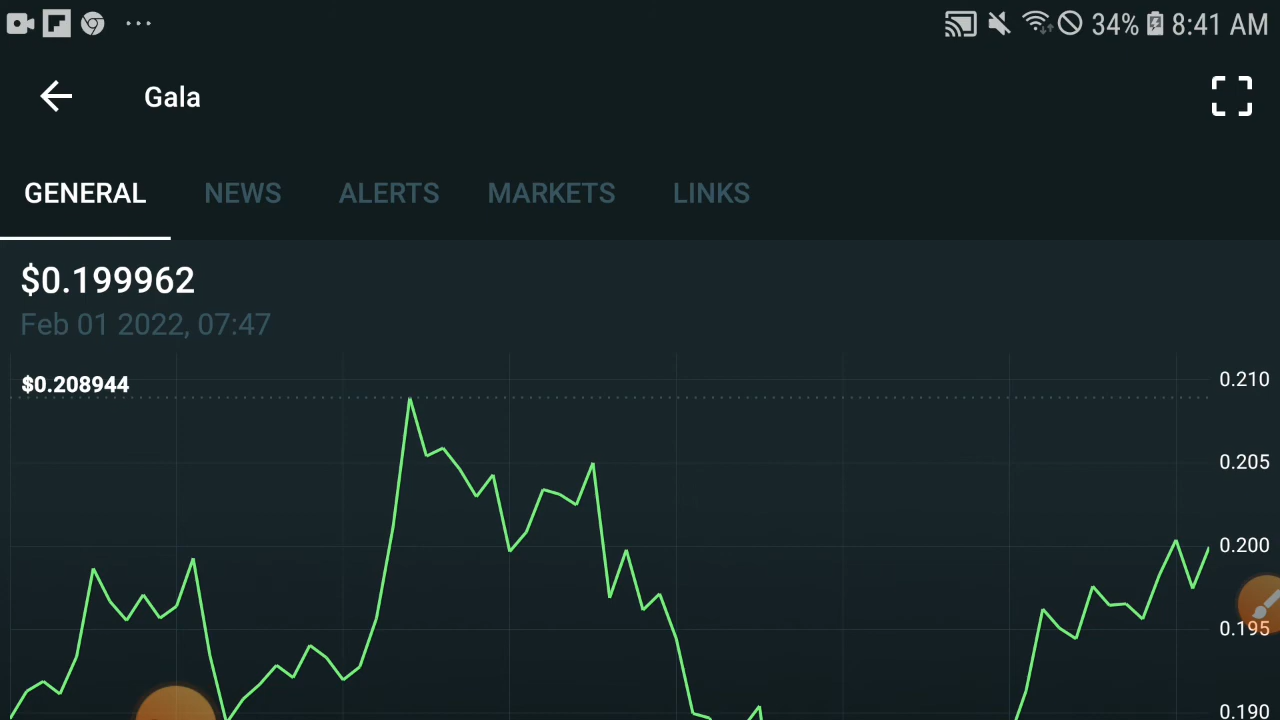 34% 8:41 AM
Gala
GENERAL NEWS ALERTS MARKETS LINKS
$0.199962
Feb 01 2022, 07:47
$0.208944
0.210
0.205
0.200
0.195
0.190